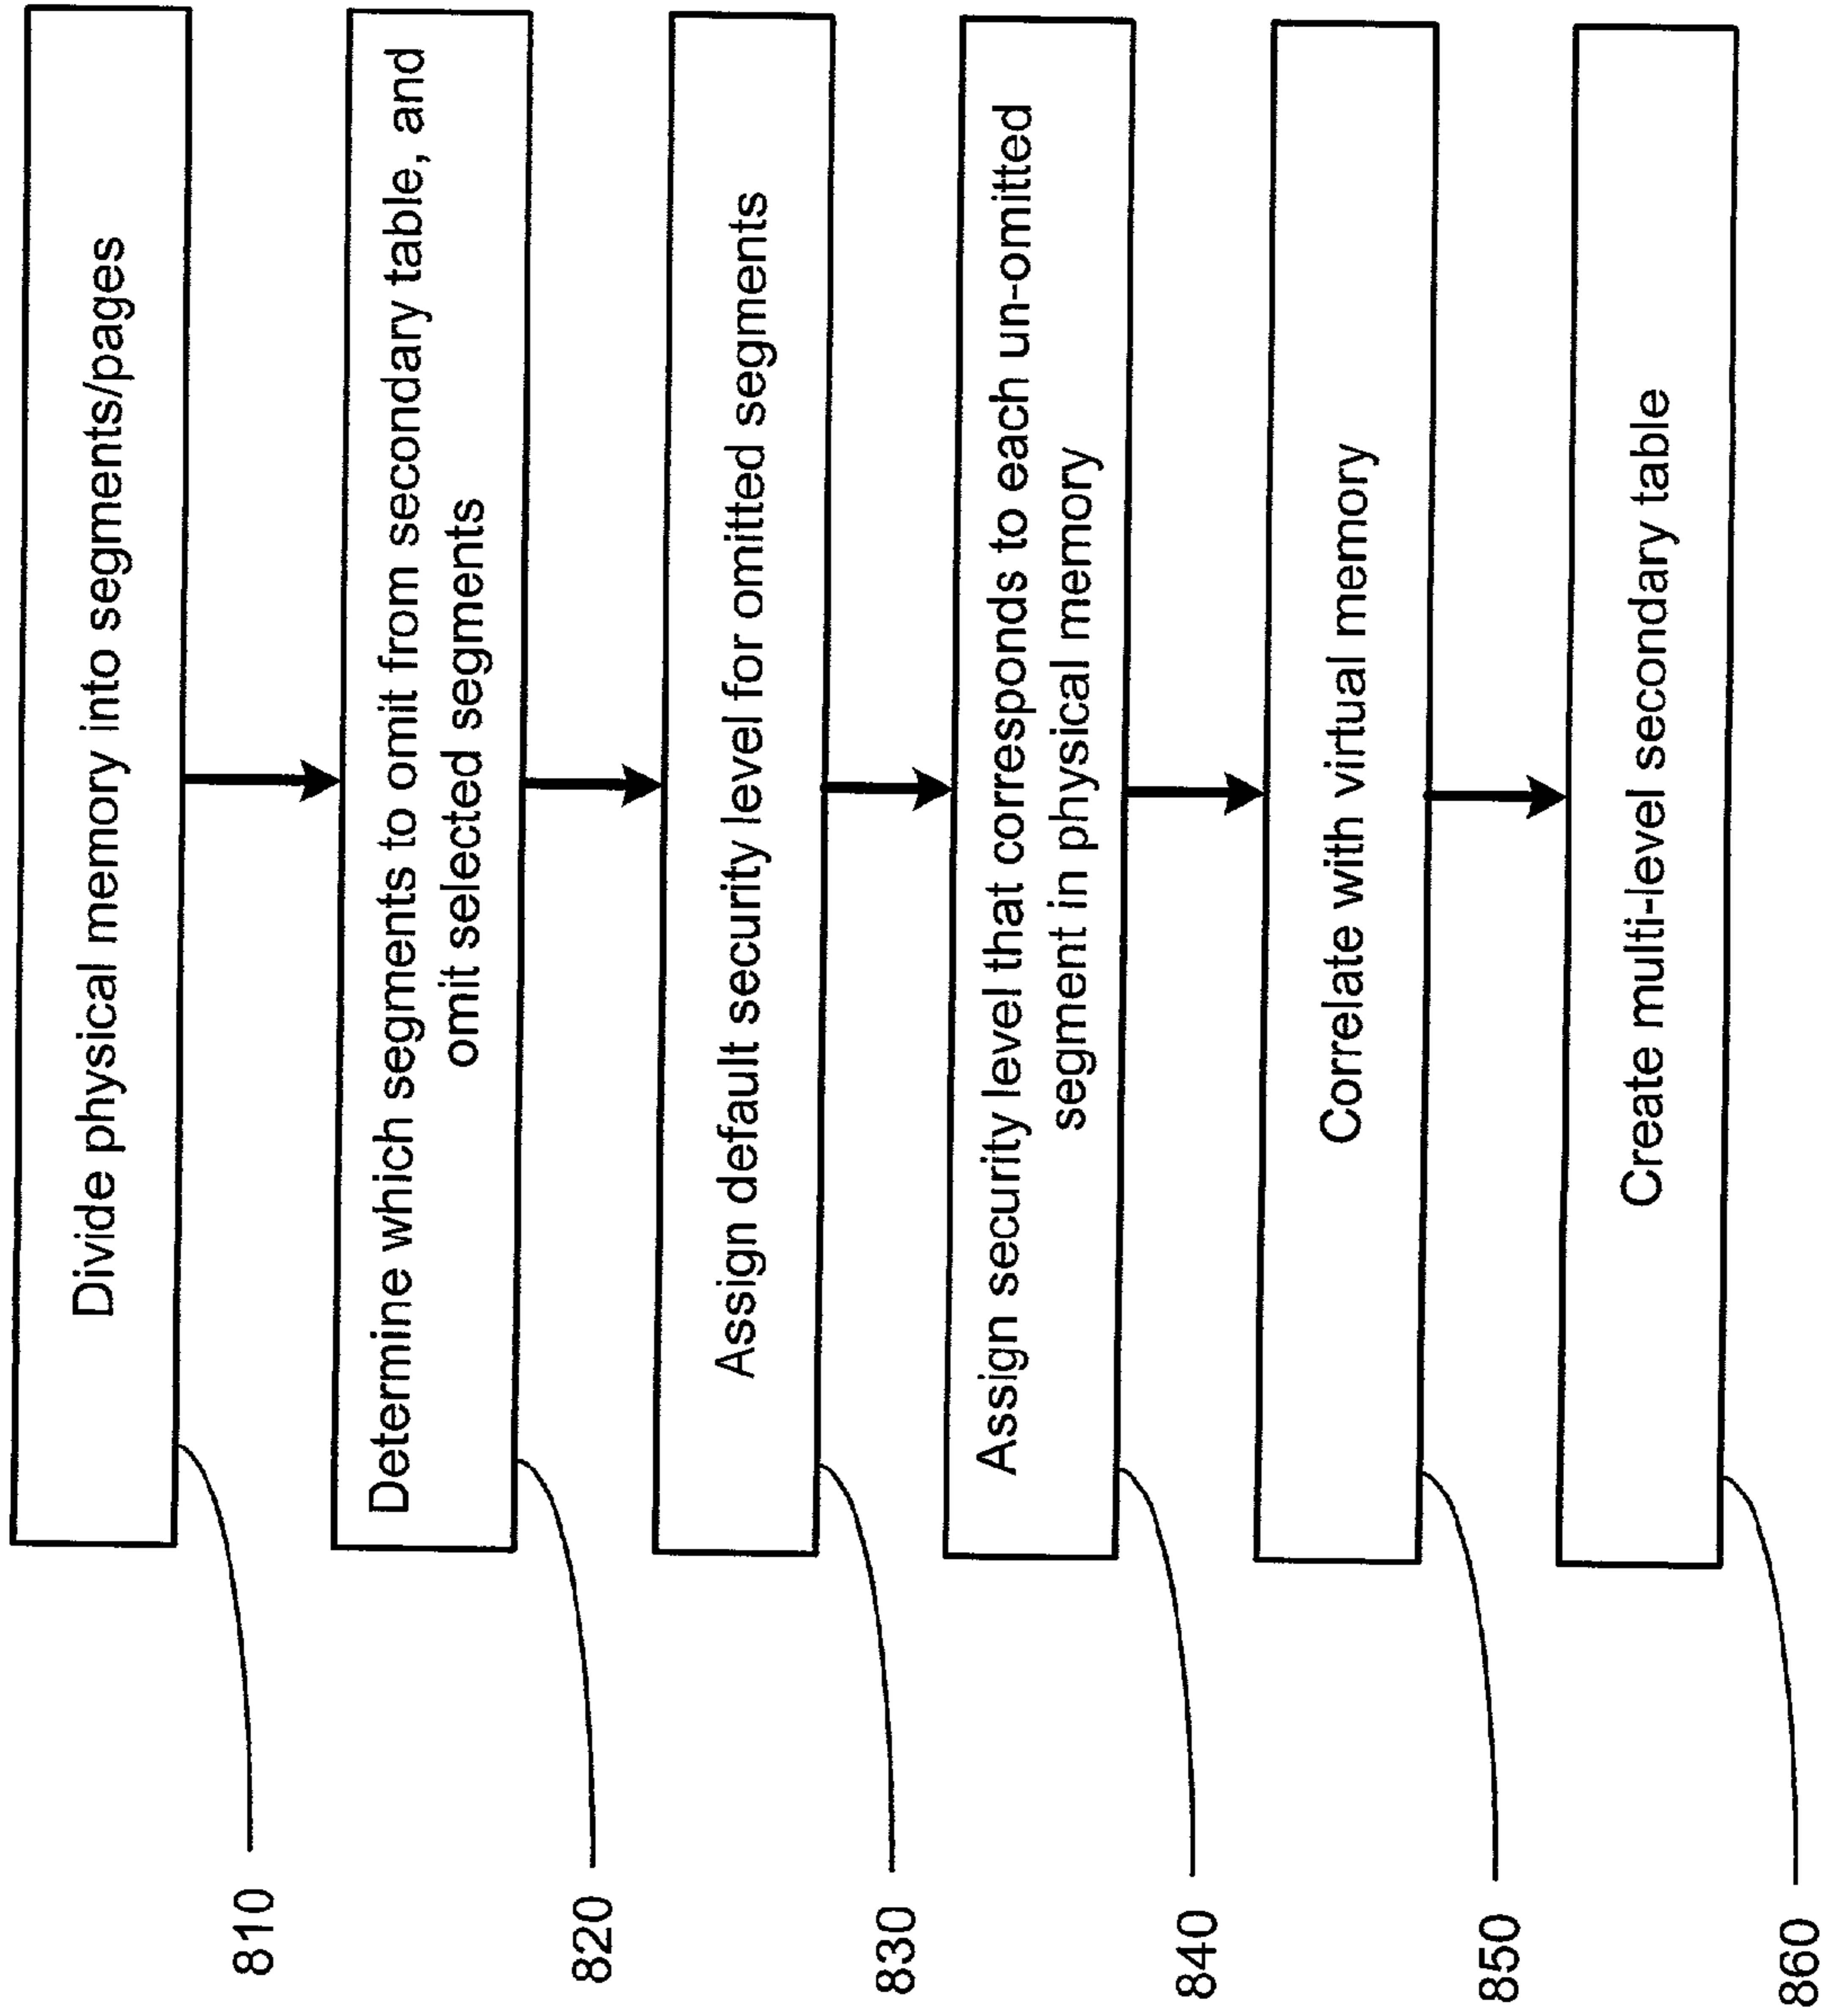 Divide physical memory into segments/pages
810
Determine which segments to omit from secondary table, and
omit selected segments
820
Assign default security level for omitted segments
830
Assign security level that corresponds to each un-omitted
segment in physical memory
840
Correlate with virtual memory
850
Create multi-level secondary table
860